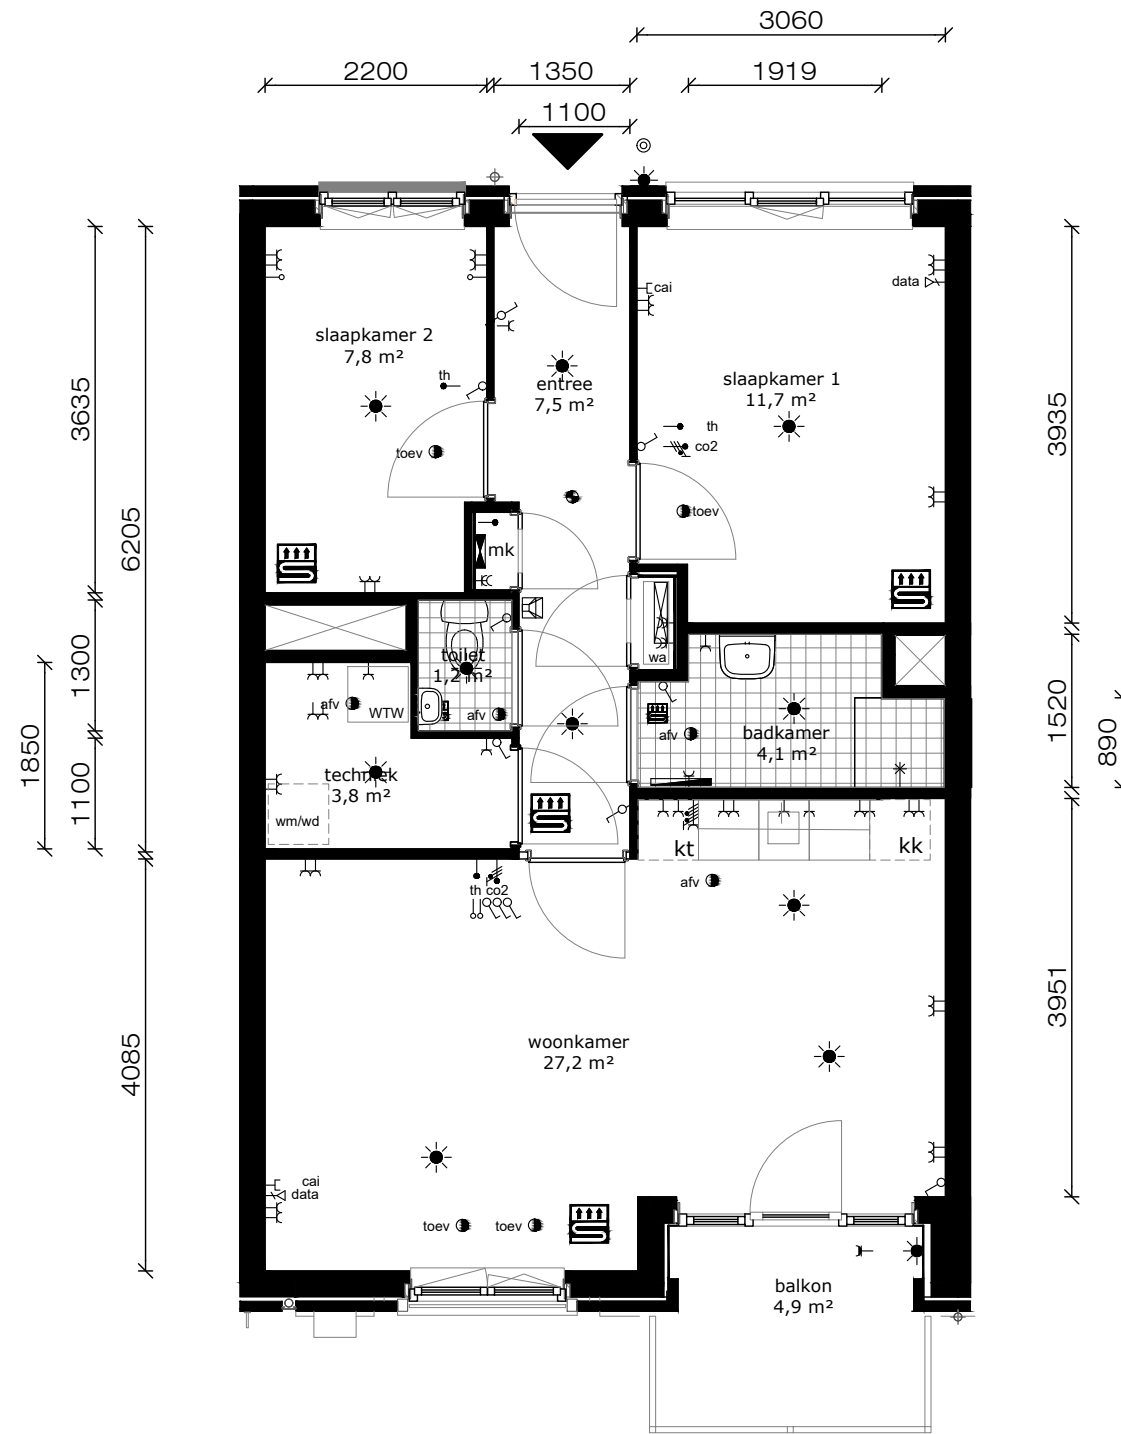 3060
2200
1350
1919
1100
cai
data
slaapkamer 2
7,8 m²
th
entree
7,5 m²
slaapkamer 1
11,7 m²
3635
3935
th
co2
toev
toev
6205
mk
1300
toilet
1,2 m²
wa
afv
WTW
afv
afv
badkamer
4,1 m²
1520
890
1850
1100
techniek
3,8 m²
wm/wd
kt
kk
afv
th co2
woonkamer
27,2 m²
3951
4085
cai
data
toev
toev
balkon
4,9 m²